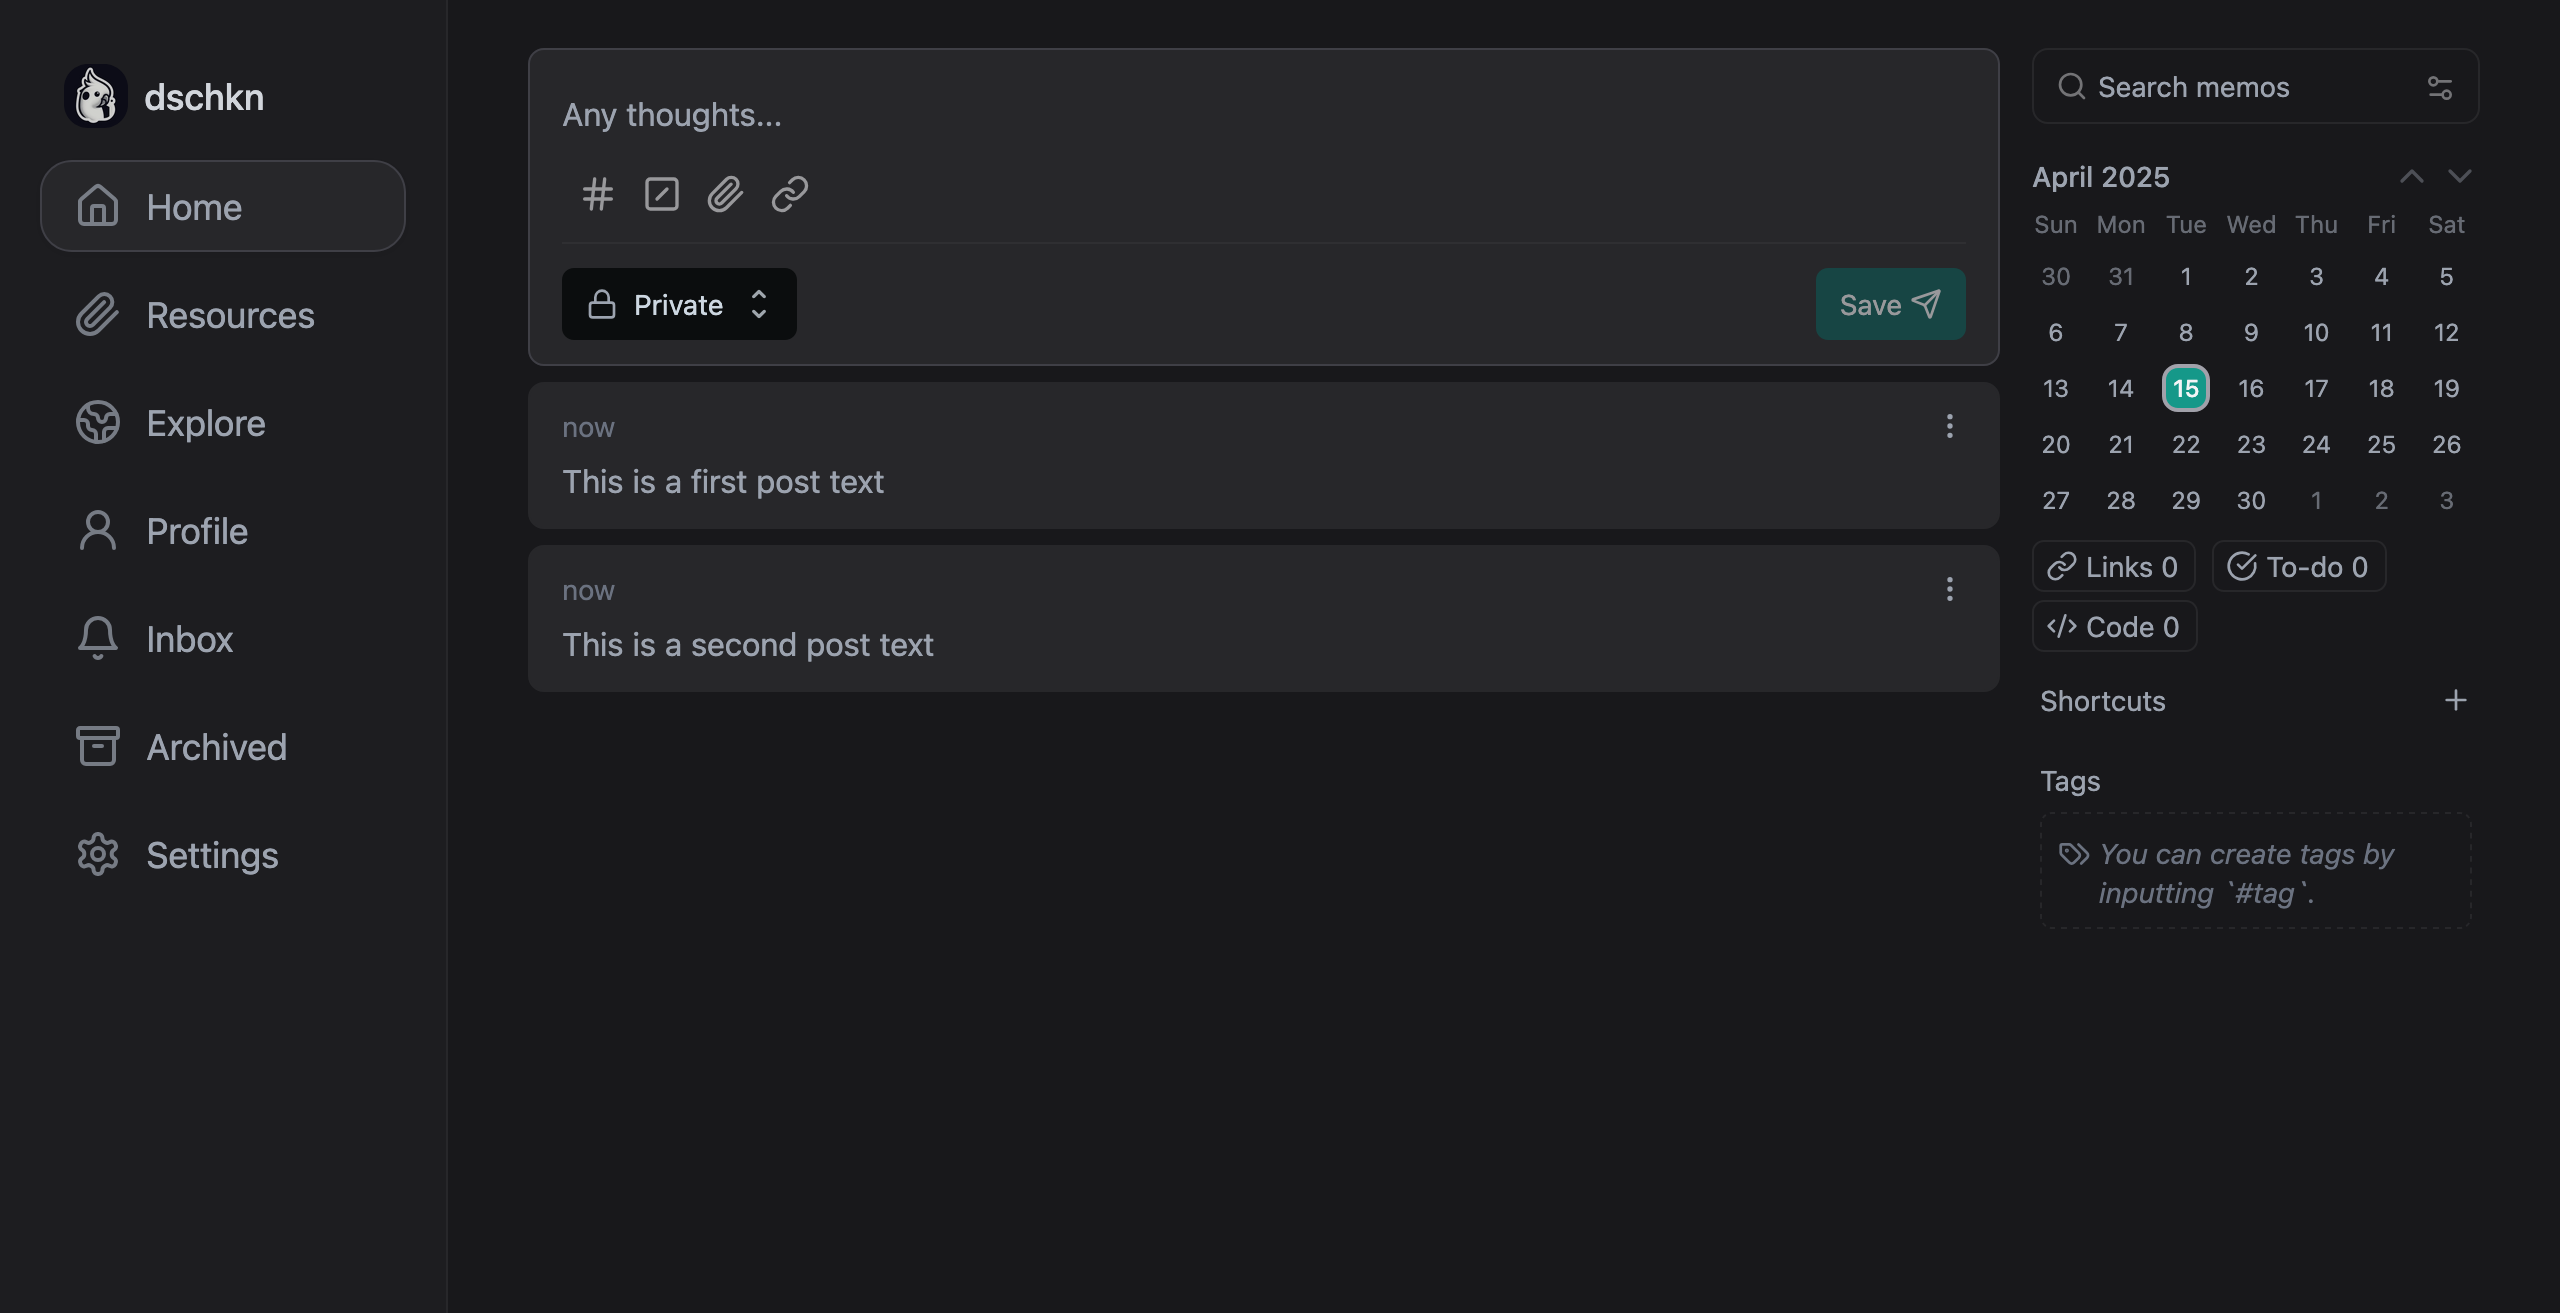 dschkn
Home
Resources
Explore
Profile
Inbox
Archived
Settings
Any thoughts...
Private
Save
now
This is a first post text
now
This is a second post text
Search memos
April 2025
Sun Mon Tue Wed Thu Fri Sat
30 31 1 2 3 4 5
6 7 8 9 10 11 12
13 14 15 16 17 18 19
20 21 22 23 24 25 26
27 28 29 30 1 2 3
Links 0 To-do 0
Code 0
Shortcuts
Tags
You can create tags by
inputting `#tag`.